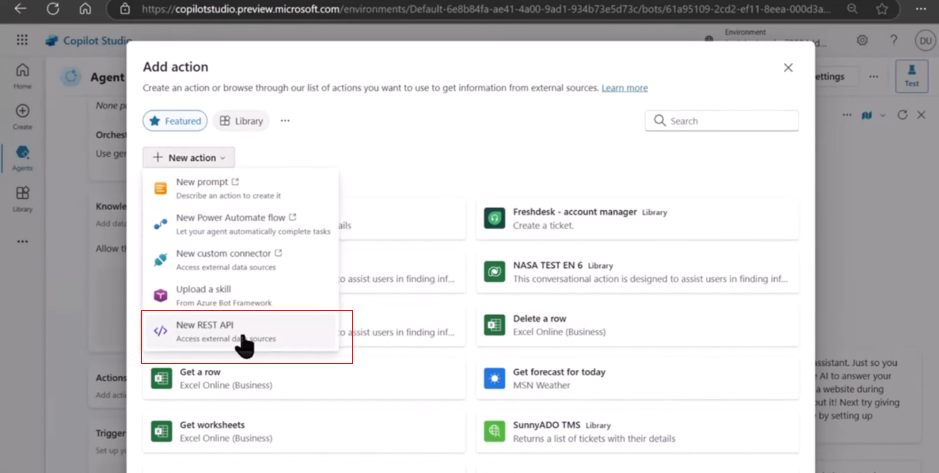 https://copilotstudio.preview.microsoft.com/environments/Default-6e8b84fa-ae41-4a00-9ad1-934b73e5d73c/bots/61a95109-2cd2-ef11-8eea-000d3a...
Copilot Studio
Environment
DU
Home
Create
Agents
Library
Agent
ettings
Test
Orches
Use gen
Knowle
Add data
Allow th
Actions
Add acti
Trigger
Set up y
Add action
Create an action or browse through our list of actions you want to use to get information from external sources. Learn more
Featured
Library
Search
New action
New prompt
Describe an action to create it
New Power Automate flow
Let your agent automatically complete tasks
New custom connector
Access external data sources
Upload a skill
From Azure Bot Framework
New REST API
Access external data sources
ails
to assist users in finding inf...
to assist users in finding inf...
Get a row
Excel Online (Business)
Get worksheets
Excel Online (Business)
Freshdesk - account manager Library
Create a ticket.
NASA TEST EN 6 Library
This conversational action is designed to assist users in finding inf...
Delete a row
Excel Online (Business)
Get forecast for today
MSN Weather
SunnyADO TMS Library
Returns a list of tickets with their details
assistant. Just so you
AI to answer your
a website during
out it! Next try giving
by setting up